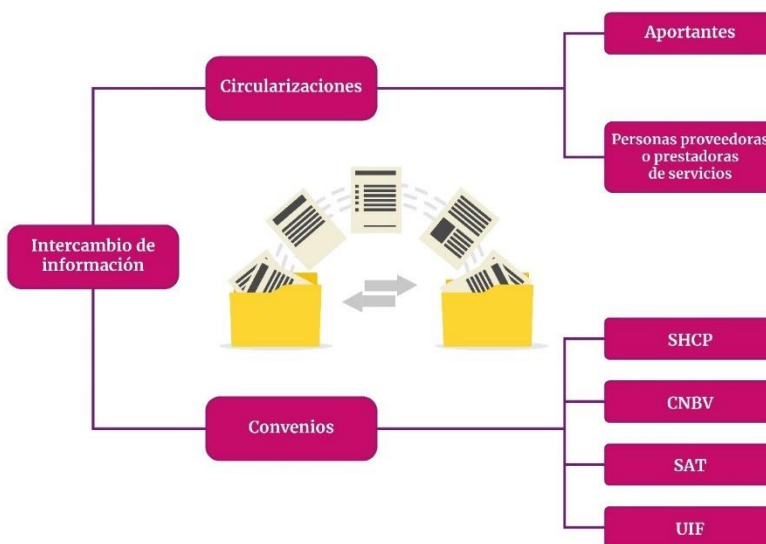 Aportantes
Circularizaciones
Personas proveedoras
o prestadoras
de servicios
Intercambio de
información
SHCP
CNBV
Convenios
SAT
UIF